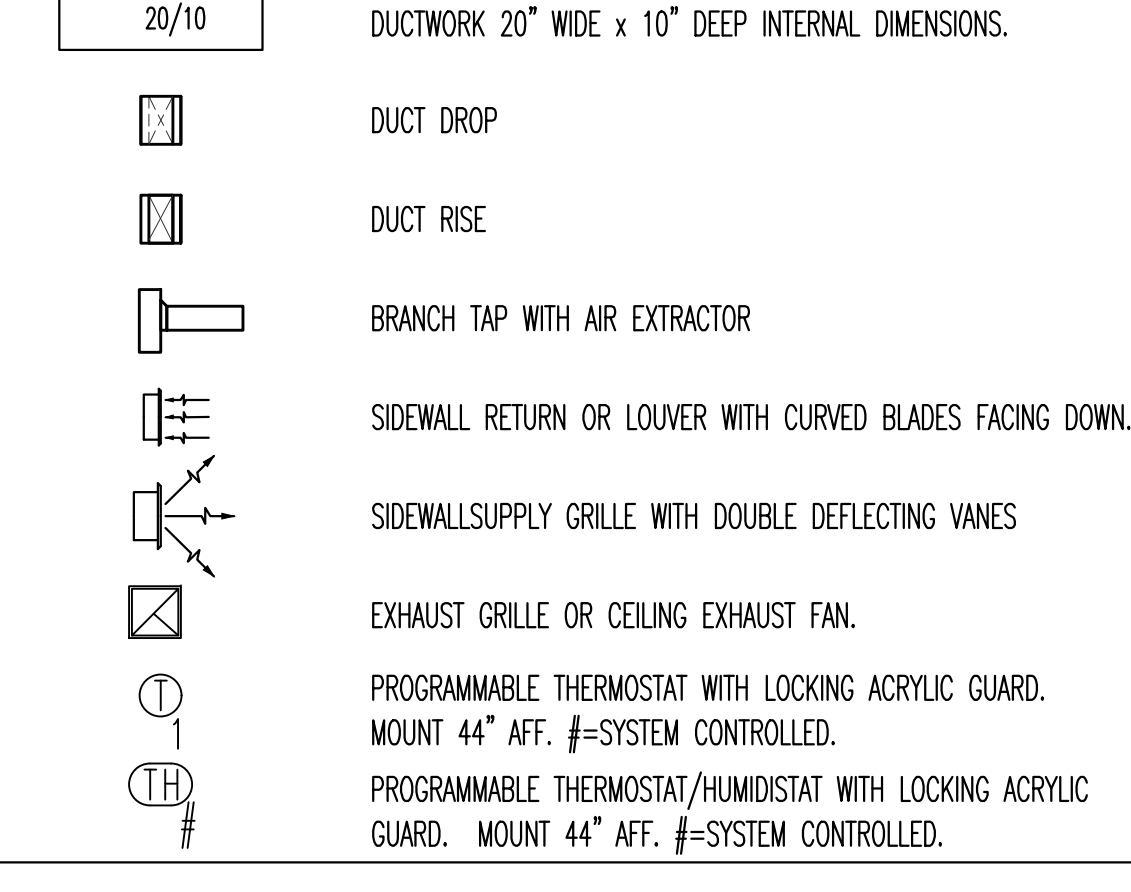 20/10 DUCTWORK 20" WIDE x 10" DEEP INTERNAL DIMENSIONS.
X DUCT DROP
DUCT RISE
BRANCH TAP WITH AIR EXTRACTOR
SIDEWALL RETURN OR LOUVER WITH CURVED BLADES FACING DOWN.
SIDEWALLSUPPLY GRILLE WITH DOUBLE DEFLECTING VANES
EXHAUST GRILLE OR CEILING EXHAUST FAN.
T PROGRAMMABLE THERMOSTAT WITH LOCKING ACRYLIC GUARD.
1 MOUNT 44" AFF. #=SYSTEM CONTROLLED.
TH PROGRAMMABLE THERMOSTAT/HUMIDISTAT WITH LOCKING ACRYLIC
# GUARD. MOUNT 44" AFF. #=SYSTEM CONTROLLED.